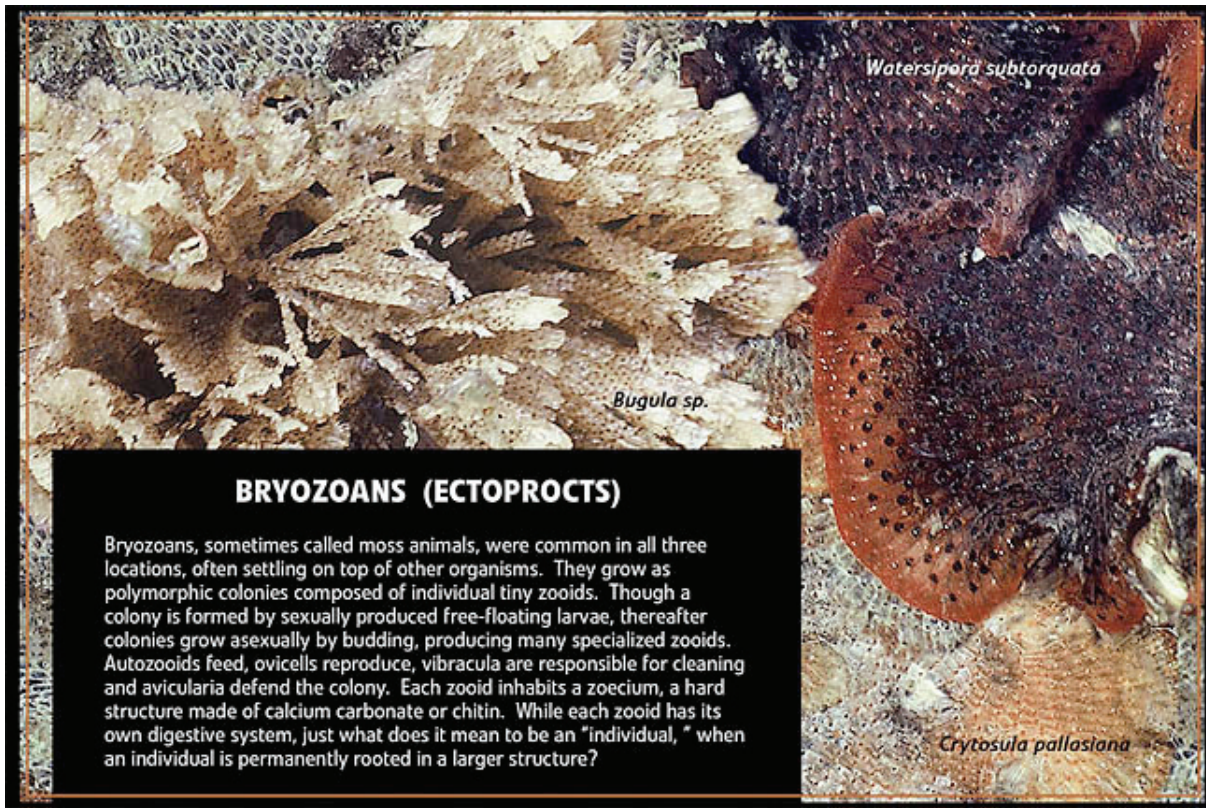 Watersipora subtorquata
Bugula sp.
BRYOZOANS (ECTOPROCTS)
Bryozoans, sometimes called moss animals, were common in all three
locations, often settling on top of other organisms. They grow as
polymorphic colonies composed of individual tiny zooids. Though a
colony is formed by sexually produced free-floating larvae, thereafter
colonies grow asexually by budding, producing many specialized zooids.
Autozooids feed, ovicells reproduce, vibracula are responsible for cleaning
and avicularia defend the colony. Each zooid inhabits a zoecium, a hard
structure made of calcium carbonate or chitin. While each zooid has its
own digestive system, just what does it mean to be an "individual, " when
an individual is permanently rooted in a larger structure?
Crytosula pallasiana